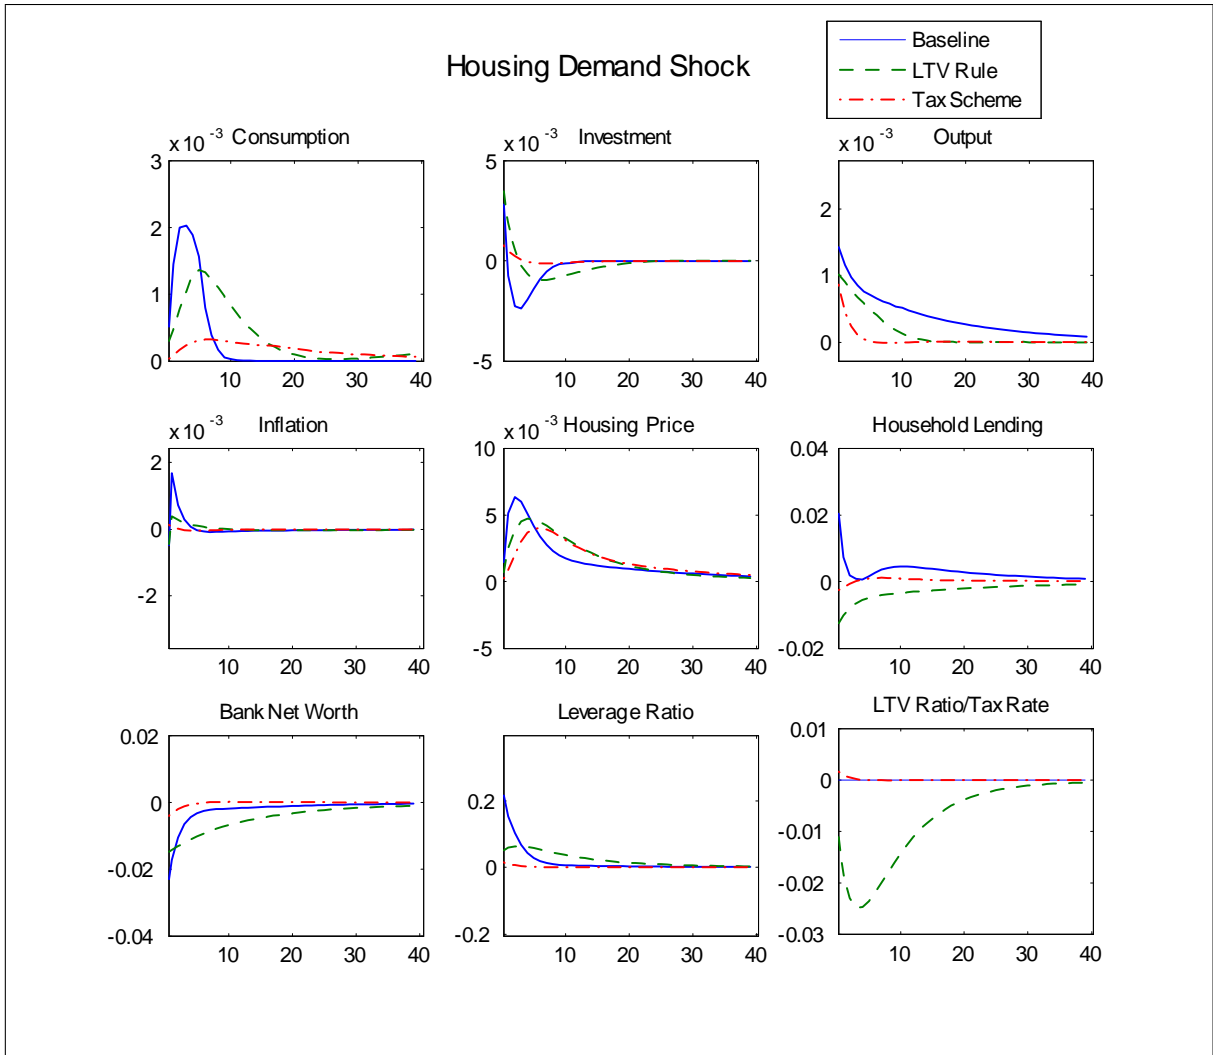 Housing Demand Shock
Baseline
LTV Rule
Tax Scheme
x 10 -3 Consumption
3
2
1
0
10 20 30 40
Investment
x 10 -3
5
0
-5
10 20 30 40
Output
x 10 -3
2
1
0
10 20 30 40
Inflation
x 10 -3
2
0
-2
10 20 30 40
x 10 -3 Housing Price
10
5
0
-5
10 20 30 40
Household Lending
0.04
0.02
0
-0.02
10 20 30 40
Bank Net Worth
0.02
0
-0.02
-0.04
10 20 30 40
Leverage Ratio
0.2
0
-0.2
10 20 30 40
LTV Ratio/Tax Rate
0.01
0
-0.01
-0.02
-0.03
10 20 30 40